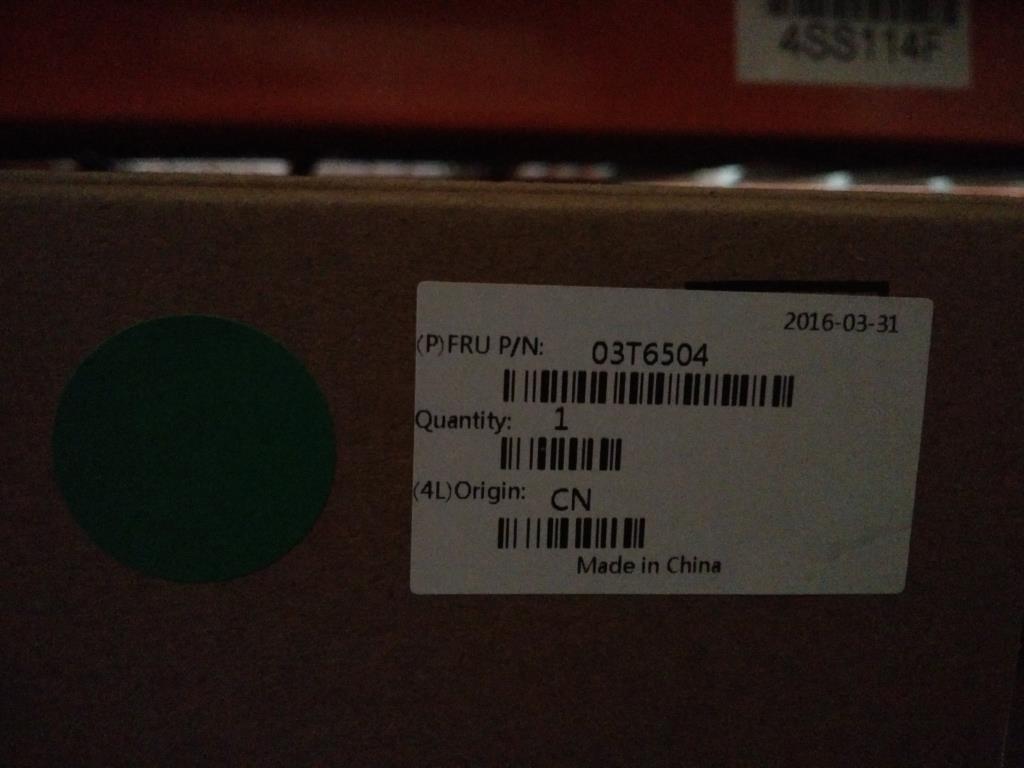 4SS114F
2016-03-31
(P)FRU P/N: 03T6504
Quantity: 1
(4L)Origin: CN
Made in China